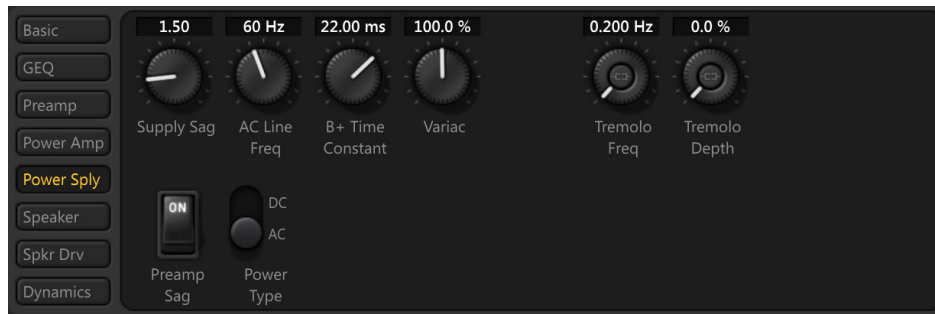 Basic
GEQ
Preamp
Power Amp
Power Sply
Speaker
Spkr Drv
Dynamics
1.50 60 Hz 22.00 ms 100.0 % 0.200 Hz 0.0 %
Supply Sag AC Line B+ Time Variac Tremolo Tremolo
Freq Constant Freq Depth
ON DC
AC
Preamp Power
Sag Type